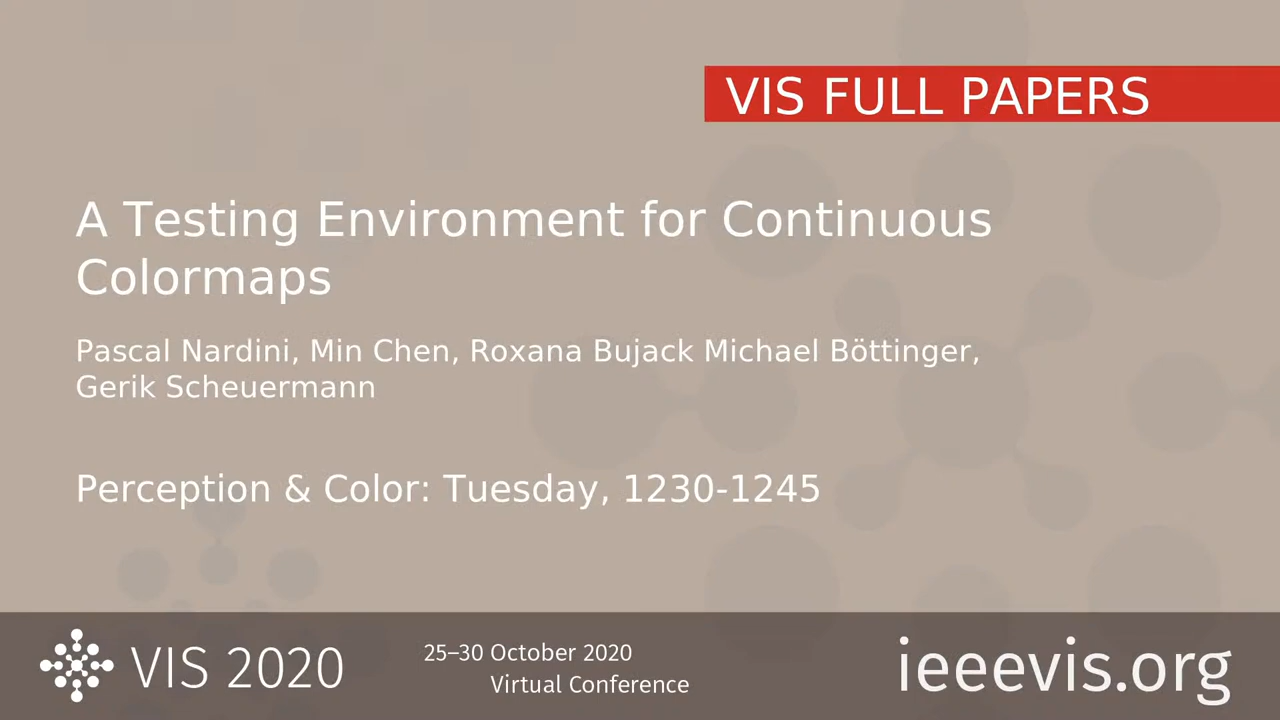 VIS FULL PAPERS
A Testing Environment for Continuous
Colormaps
Pascal Nardini, Min Chen, Roxana Bujack Michael Böttinger,
Gerik Scheuermann
Perception & Color: Tuesday, 1230-1245
VIS 2020
25–30 October 2020
Virtual Conference
ieeevis.org